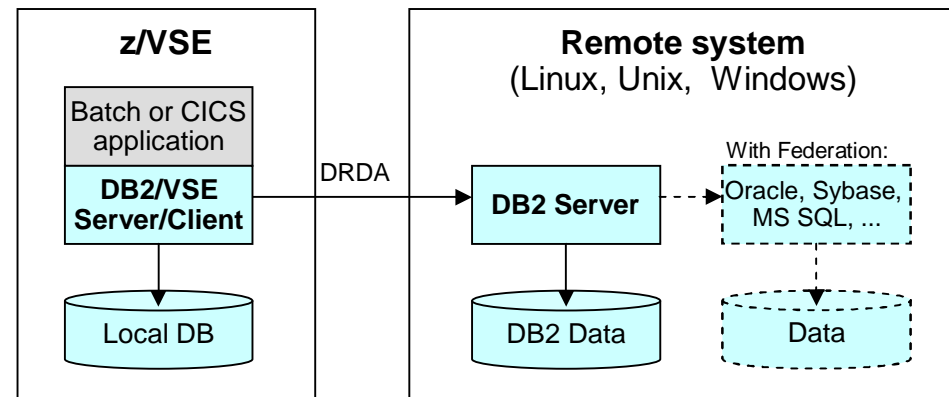 z/VSE
Batch or CICS
application
DB2/VSE
Server/Client
Local DB
DRDA
Remote system
(Linux, Unix, Windows)
DB2 Server
DB2 Data
With Federation:
Oracle, Sybase,
MS SQL, ...
Data